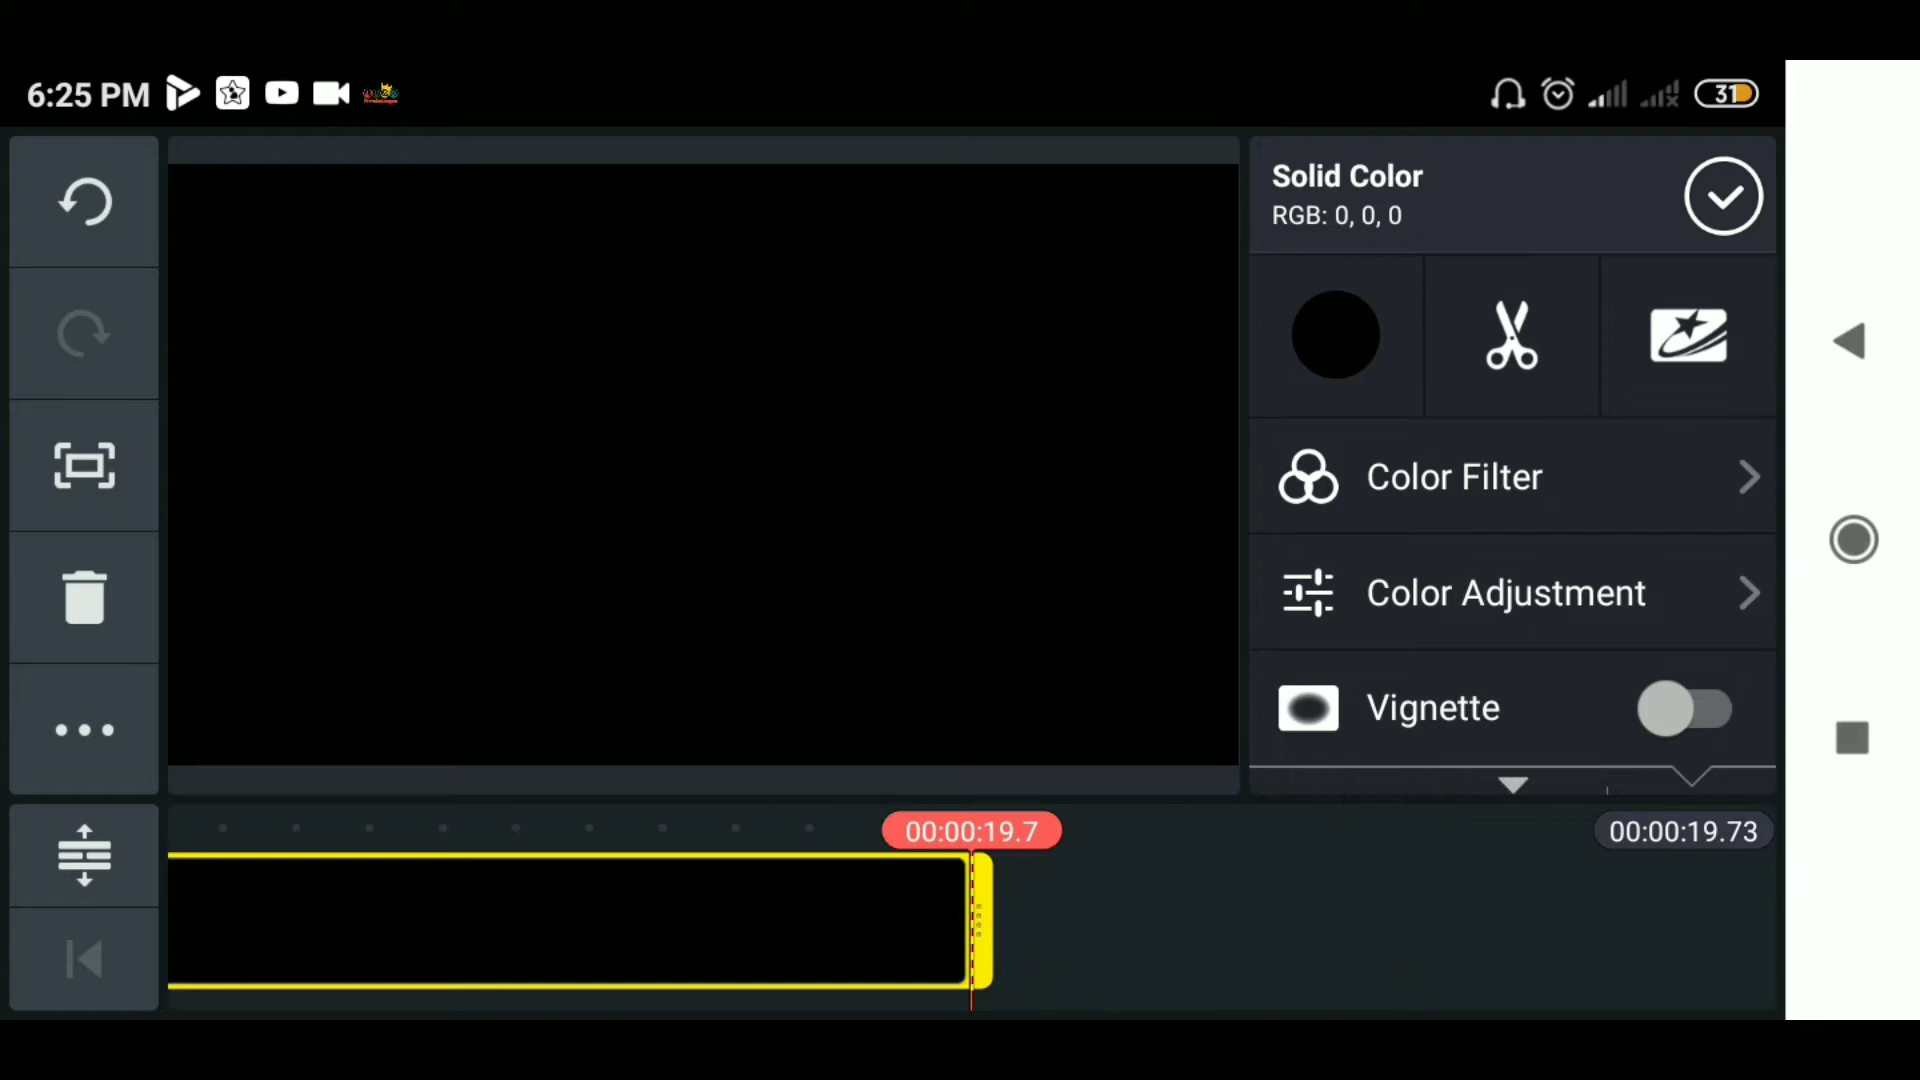 6:25 PM
31
Solid Color
RGB: 0, 0, 0
Color Filter
Color Adjustment
Vignette
00:00:19.7
00:00:19.73